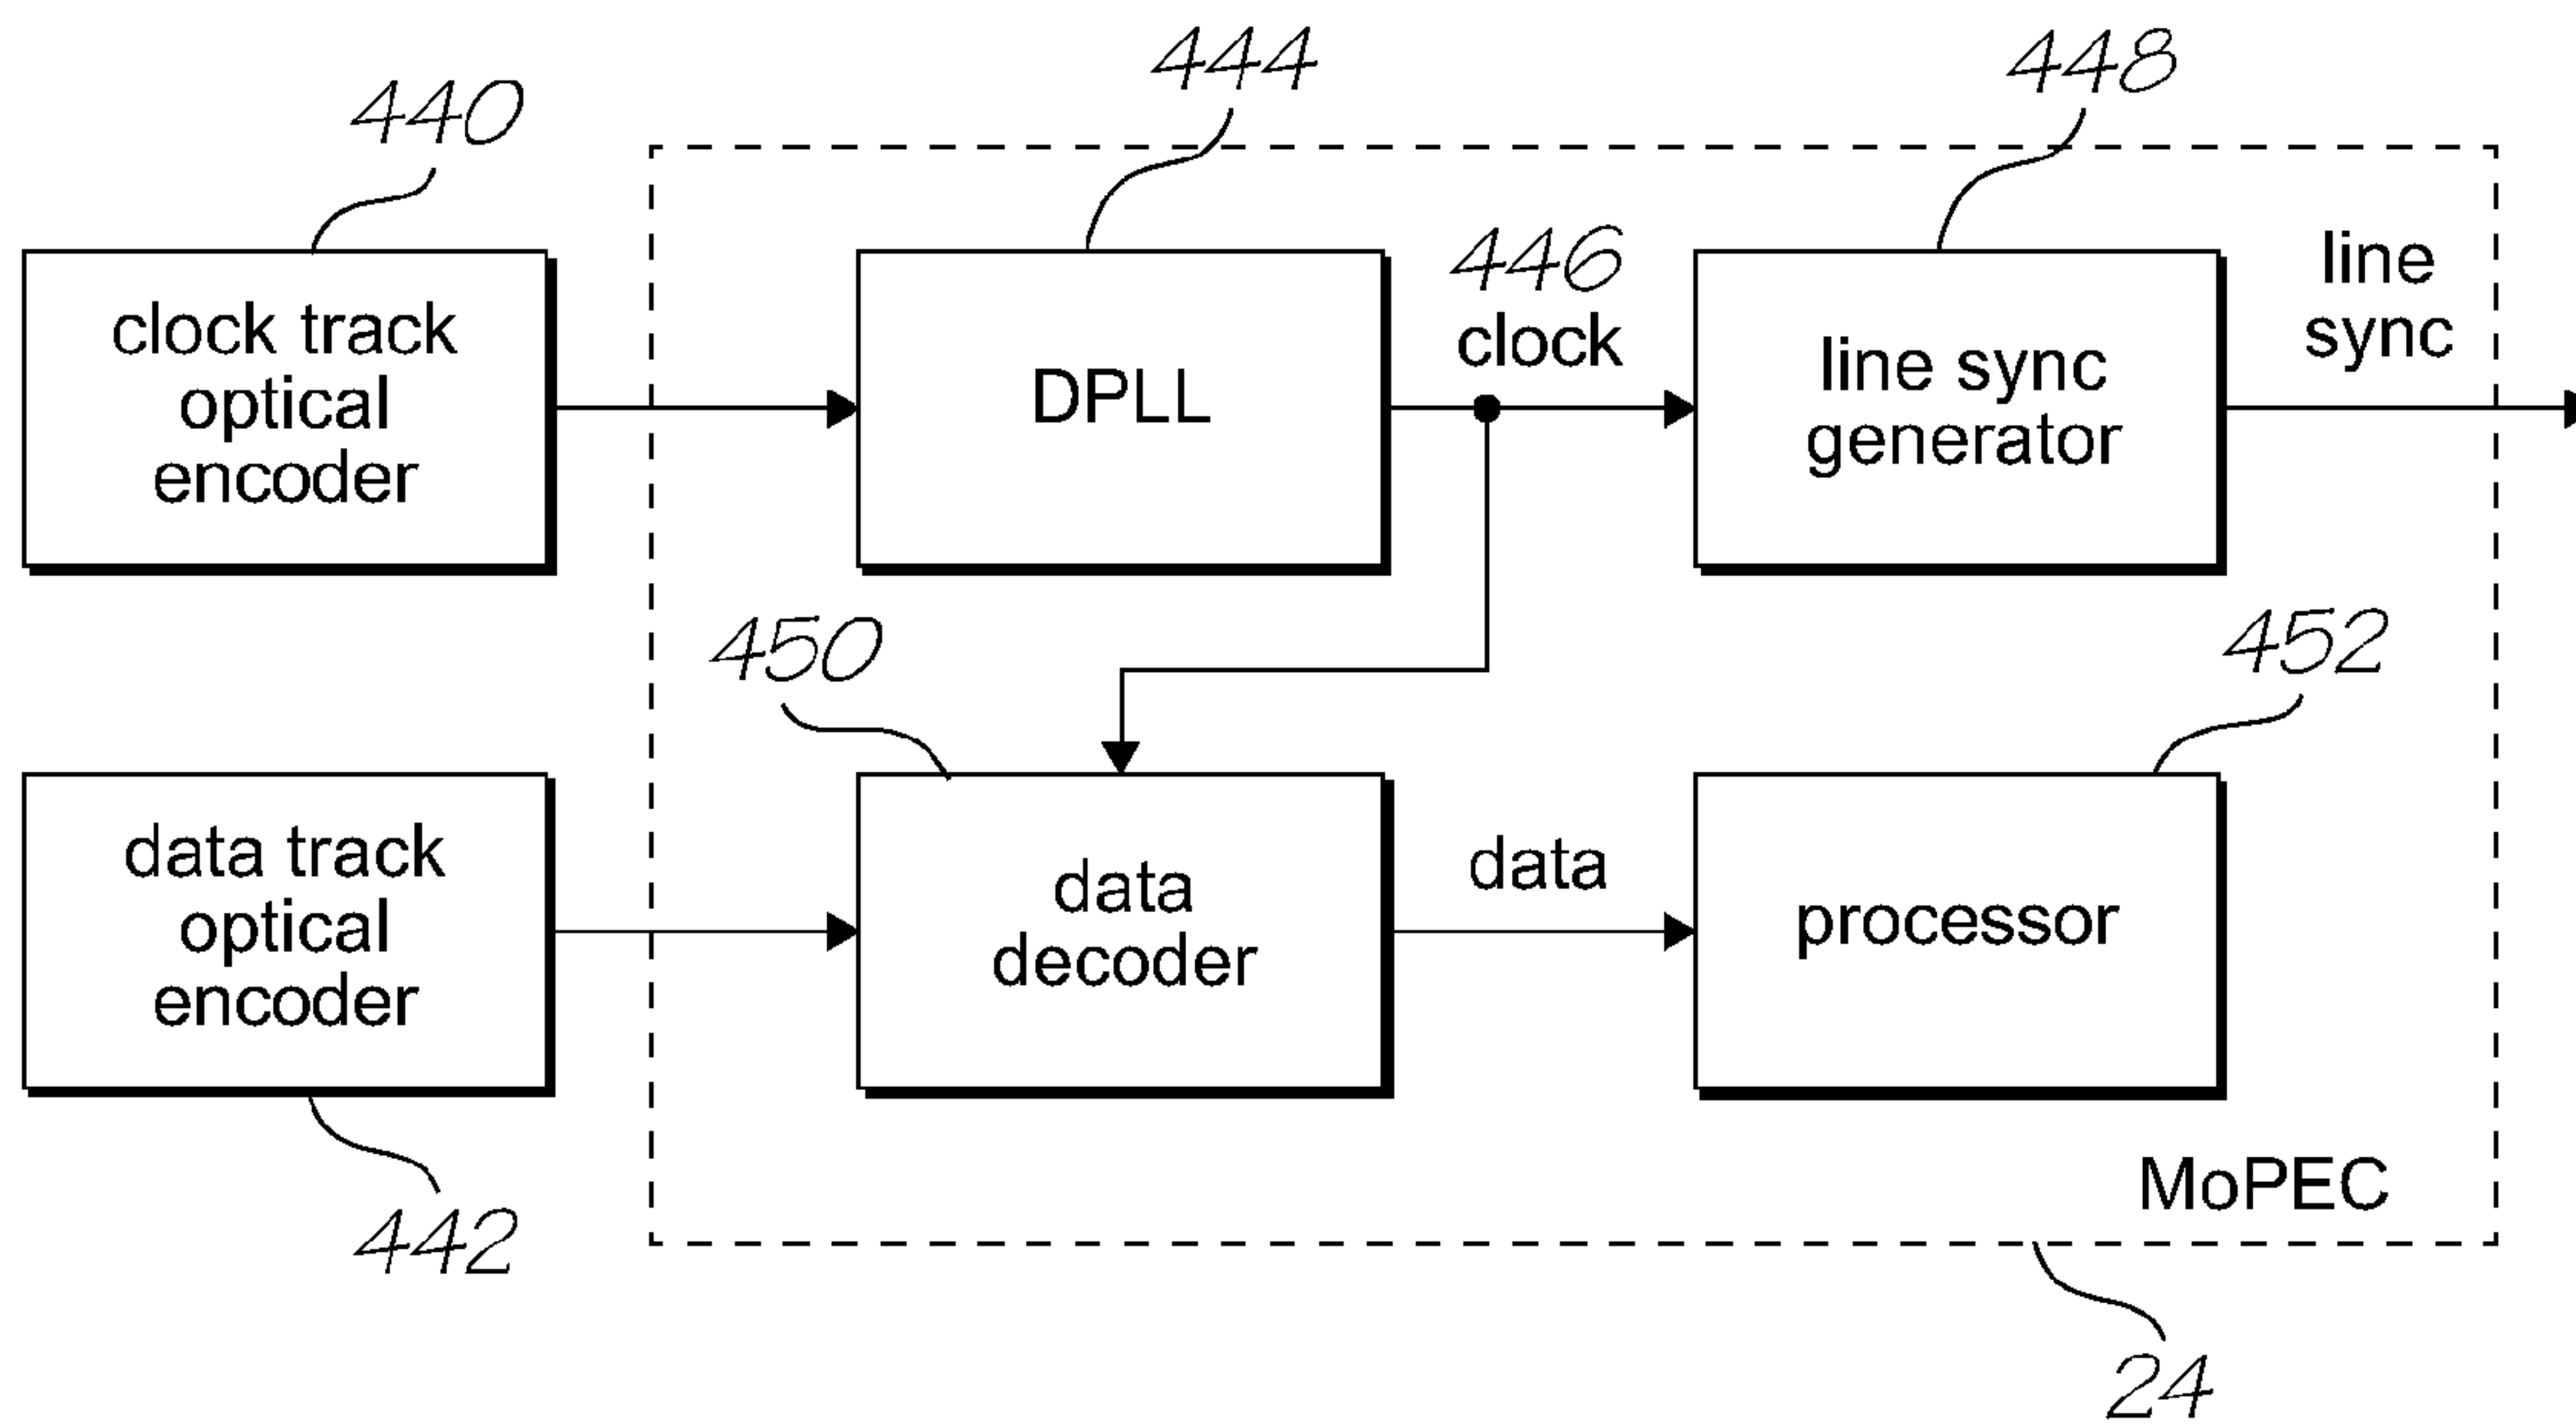 444
448
440
clock track
optical
encoder
DPLL
446
clock
line sync
generator
line
sync
450
452
data track
optical
encoder
data
decoder
data
processor
MoPEC
442
24